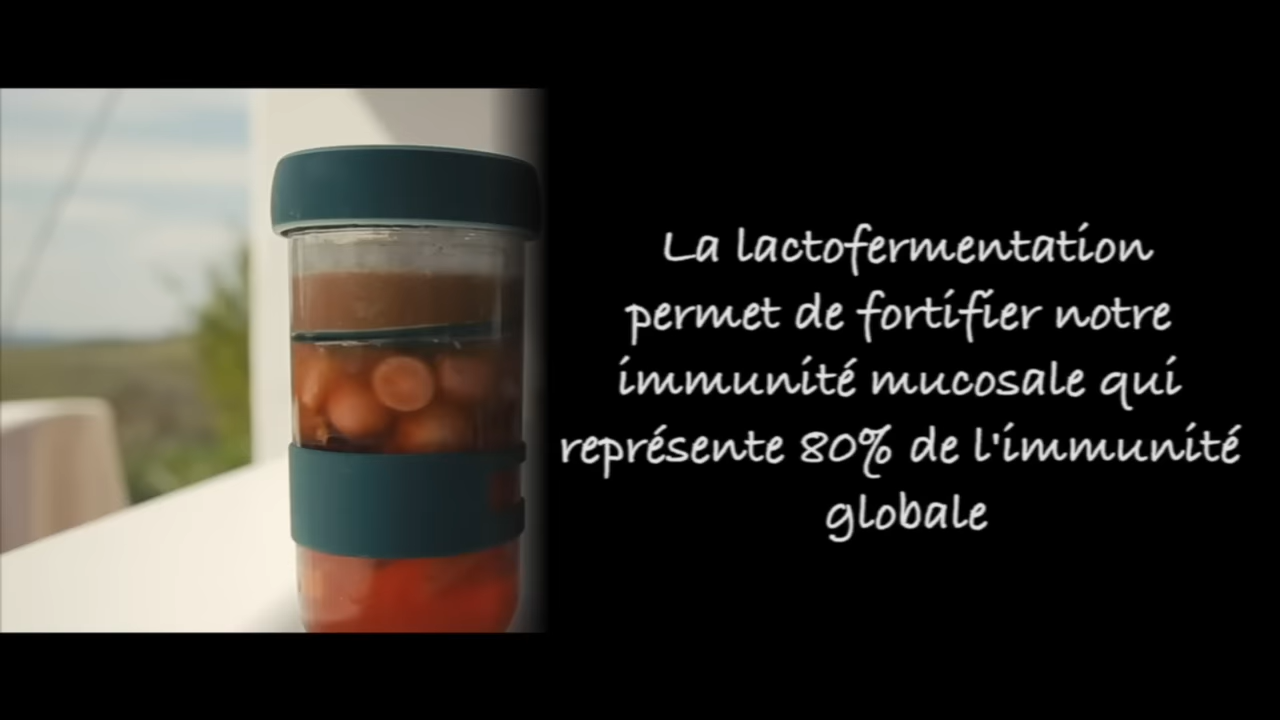 La lactofermentation
permet de fortifier notre
immunité mucosale qui
représente 80% de l'immunité
globale